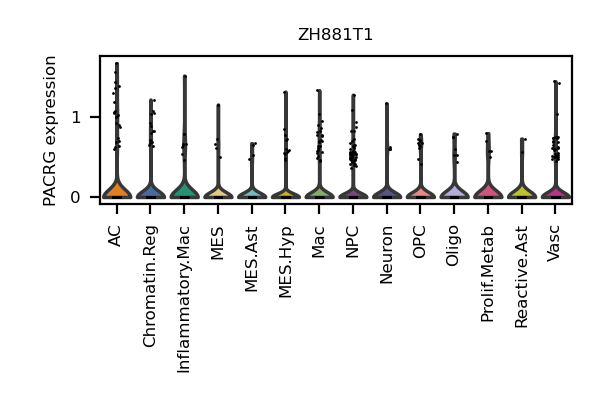 ZH881T1
PACRG expression
1
0
AC
Chromatin.Reg
Inflammatory.Mac
MES
MES.Ast
MES.Hyp
Mac
NPC
Neuron
OPC
Oligo
Prolif.Metab
Reactive.Ast
Vasc